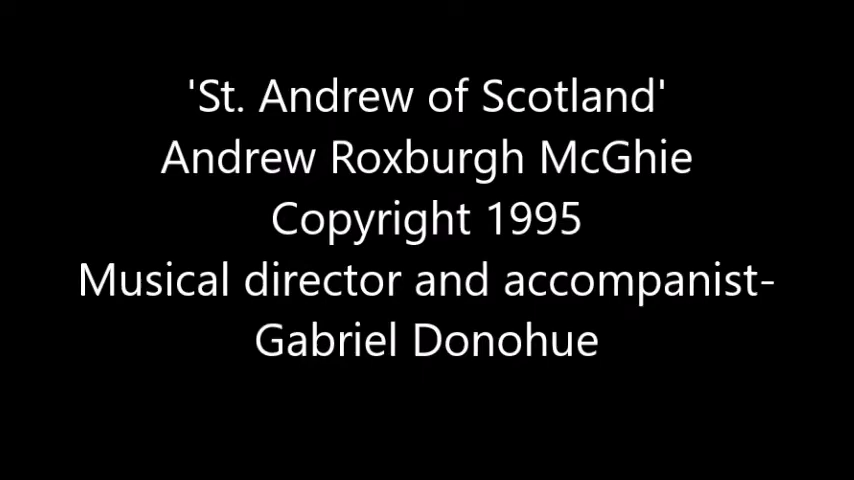 'St. Andrew of Scotland'
Andrew Roxburgh McGhie
Copyright 1995
Musical director and accompanist-
Gabriel Donohue